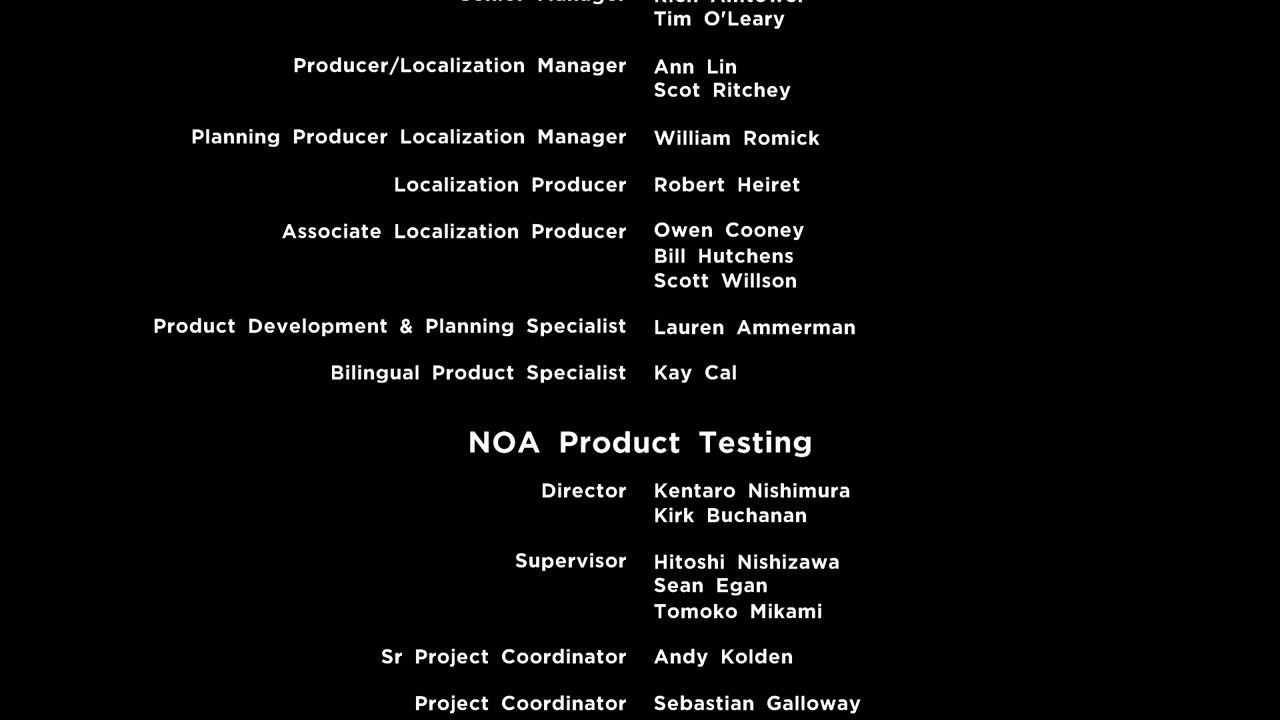 Tim O'Leary
Producer/Localization Manager Ann Lin
Scot Ritchey
Planning Producer Localization Manager William Romick
Localization Producer Robert Heiret
Associate Localization Producer Owen Cooney
Bill Hutchens
Scott Willson
Product Development & Planning Specialist Lauren Ammerman
Bilingual Product Specialist Kay Cal
NOA Product Testing
Director Kentaro Nishimura
Kirk Buchanan
Supervisor Hitoshi Nishizawa
Sean Egan
Tomoko Mikami
Sr Project Coordinator Andy Kolden
Project Coordinator Sebastian Galloway